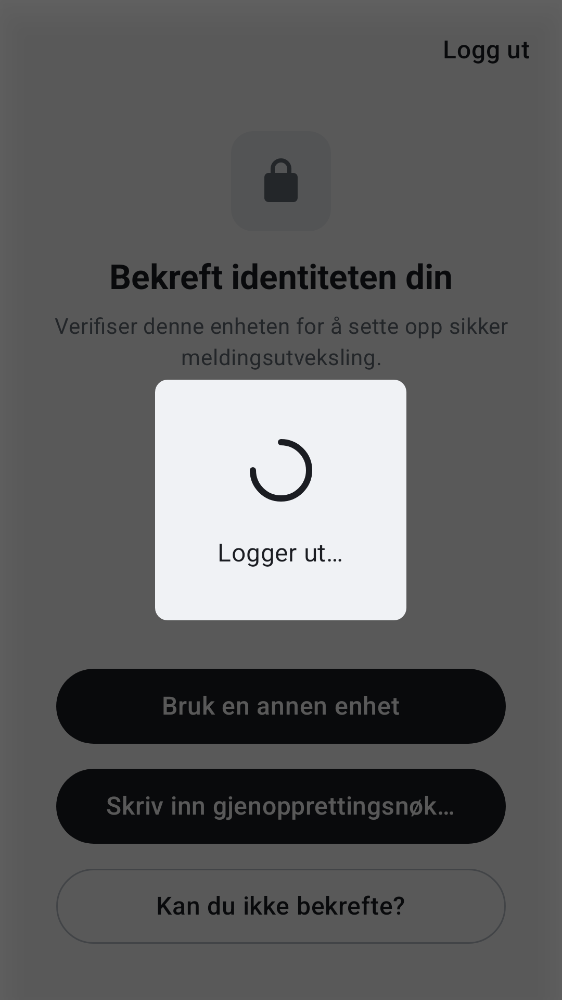 Logg ut
Bekreft identiteten din
Verifiser denne enheten for å sette opp sikker
meldingsutveksling.
Logger ut…
Bruk en annen enhet
Skriv inn gjenopprettingsnøk…
Kan du ikke bekrefte?